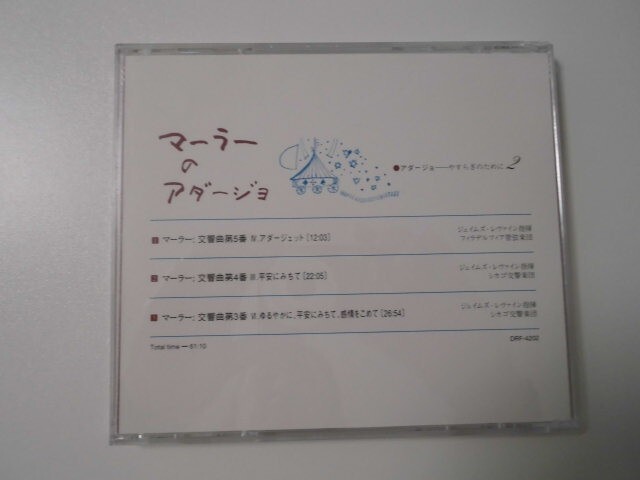 マーラー
の
アダージョ
●アダージョ──やすらぎのために 2
1 マーラー: 交響曲第5番 Ⅳ.アダージェット[12:03]
ジェイムズ・レヴァイン指揮
フィラデルフィア管弦楽団
2 マーラー: 交響曲第4番 Ⅲ.平安にみちて[22:05]
ジェイムズ・レヴァイン指揮
シカゴ交響楽団
3 マーラー: 交響曲第3番 Ⅵ.ゆるやかに、平安にみちて、感情をこめて[26:54]
ジェイムズ・レヴァイン指揮
シカゴ交響楽団
Total time — 61:10
DRF-4202